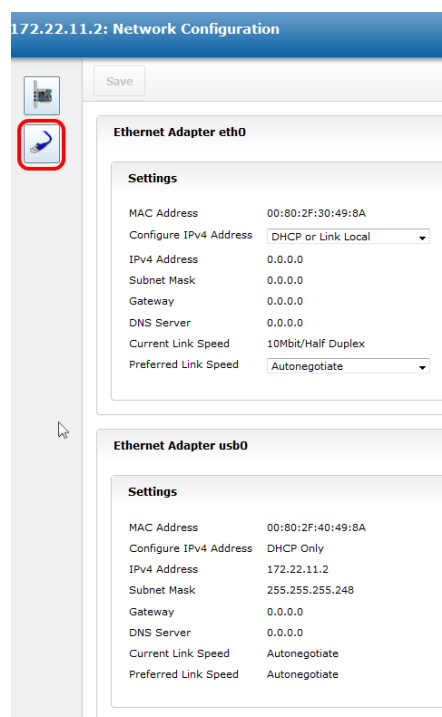 172.22.11.2: Network Configuration
Save
Ethernet Adapter eth0
Settings
MAC Address 00:80:2F:30:49:8A
Configure IPv4 Address DHCP or Link Local
IPv4 Address 0.0.0.0
Subnet Mask 0.0.0.0
Gateway 0.0.0.0
DNS Server 0.0.0.0
Current Link Speed 10Mbit/Half Duplex
Preferred Link Speed Autonegotiate
Ethernet Adapter usb0
Settings
MAC Address 00:80:2F:40:49:8A
Configure IPv4 Address DHCP Only
IPv4 Address 172.22.11.2
Subnet Mask 255.255.255.248
Gateway 0.0.0.0
DNS Server 0.0.0.0
Current Link Speed Autonegotiate
Preferred Link Speed Autonegotiate